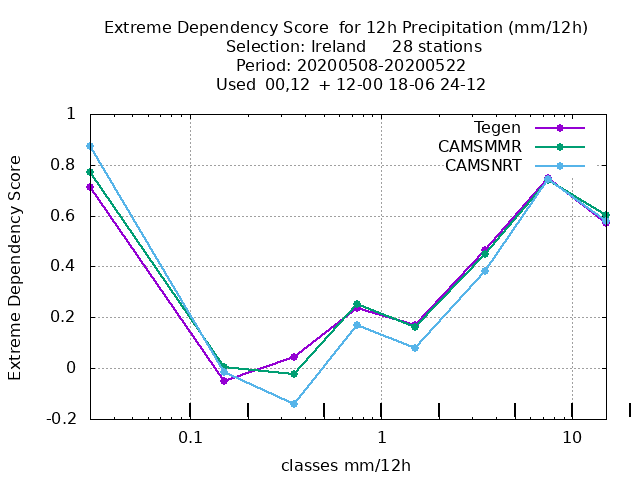 Extreme Dependency Score  for 12h Precipitation (mm/12h)
Selection: Ireland     28 stations
Period: 20200508-20200522
Used  00,12  + 12-00 18-06 24-12
Extreme Dependency Score
1
0.8
0.6
0.4
0.2
0
-0.2
Tegen
CAMSMMR
CAMSNRT
0.1
1
10
classes mm/12h